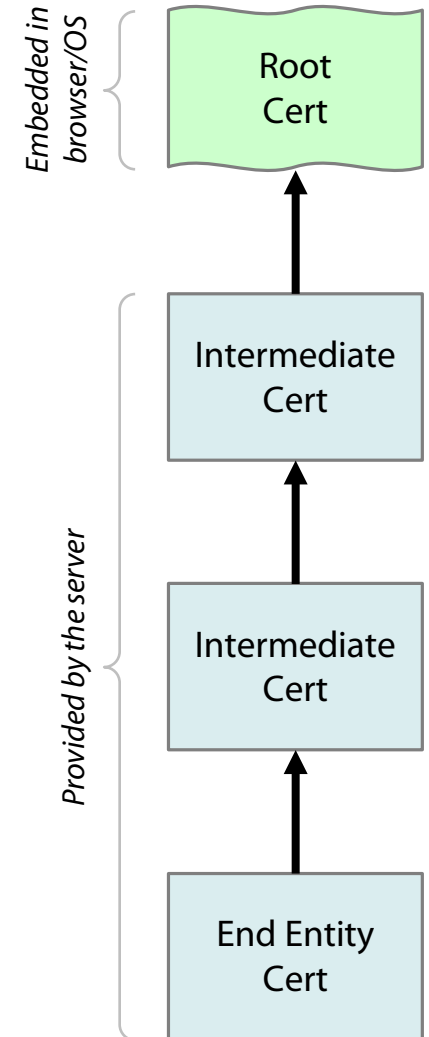 Embedded in
browser/OS
Root
Cert
Intermediate
Cert
Provided by the server
Intermediate
Cert
End Entity
Cert